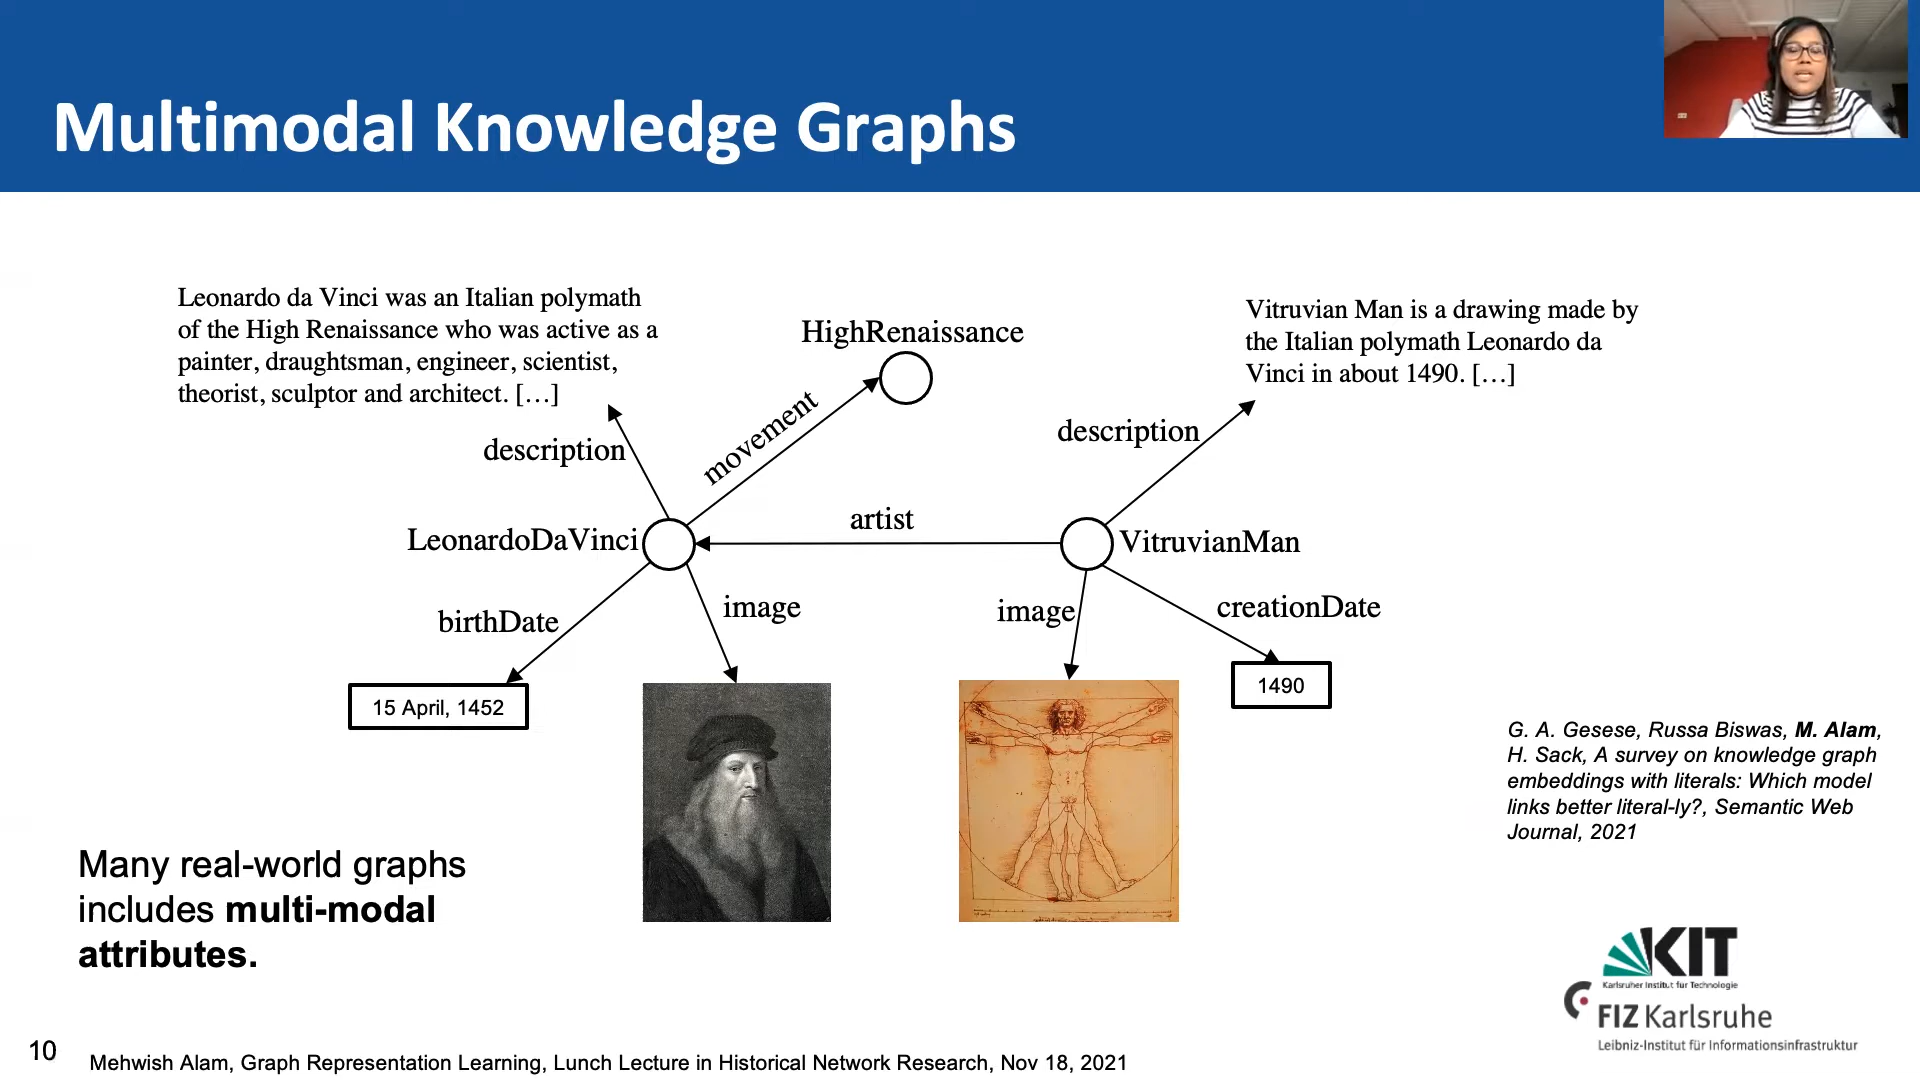 Multimodal Knowledge Graphs
Leonardo da Vinci was an Italian polymath
of the High Renaissance who was active as a
painter, draughtsman, engineer, scientist,
theorist, sculptor and architect. […]
HighRenaissance
Vitruvian Man is a drawing made by
the Italian polymath Leonardo da
Vinci in about 1490. […]
description
movement
description
LeonardoDaVinci
artist
VitruvianMan
birthDate
image
image
creationDate
15 April, 1452
1490
G. A. Gesese, Russa Biswas, M. Alam,
H. Sack, A survey on knowledge graph
embeddings with literals: Which model
links better literal-ly?, Semantic Web
Journal, 2021
Many real-world graphs
includes multi-modal
attributes.
KIT
Karlsruher Institut für Technologie
FIZ Karlsruhe
Leibniz-Institut für Informationsinfrastruktur
10
Mehwish Alam, Graph Representation Learning, Lunch Lecture in Historical Network Research, Nov 18, 2021